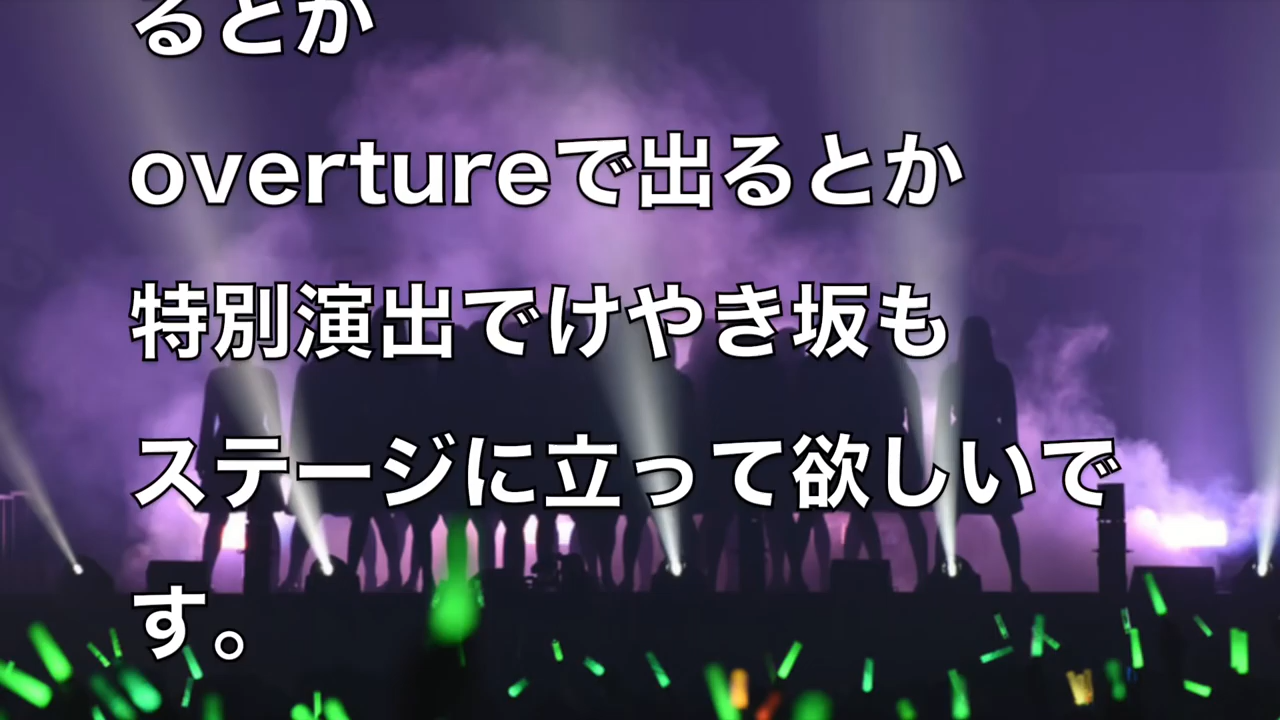 るとか
overtureで出るとか
特別演出でけやき坂も
ステージに立って欲しいで
す。